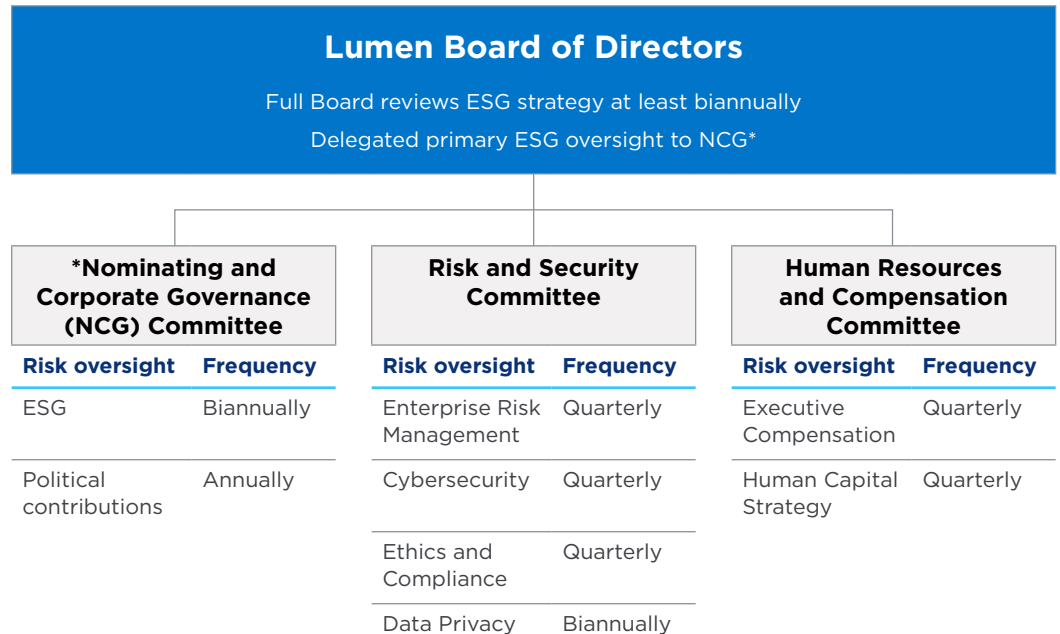 Lumen Board of Directors
Full Board reviews ESG strategy at least biannually
Delegated primary ESG oversight to NCG*
*Nominating and
Corporate Governance
(NCG) Committee
Risk oversight Frequency
ESG Biannually
Political Annually
contributions
Risk and Security
Committee
Risk oversight Frequency
Enterprise Risk Quarterly
Management
Cybersecurity Quarterly
Ethics and Quarterly
Compliance
Data Privacy Biannually
Human Resources
and Compensation
Committee
Risk oversight Frequency
Executive Quarterly
Compensation
Human Capital Quarterly
Strategy